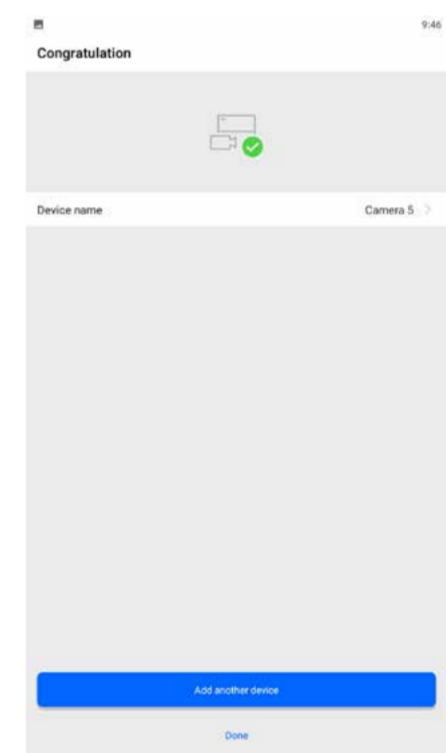 9:46
Congratulation
Device name Camera 5
Add another device
Done